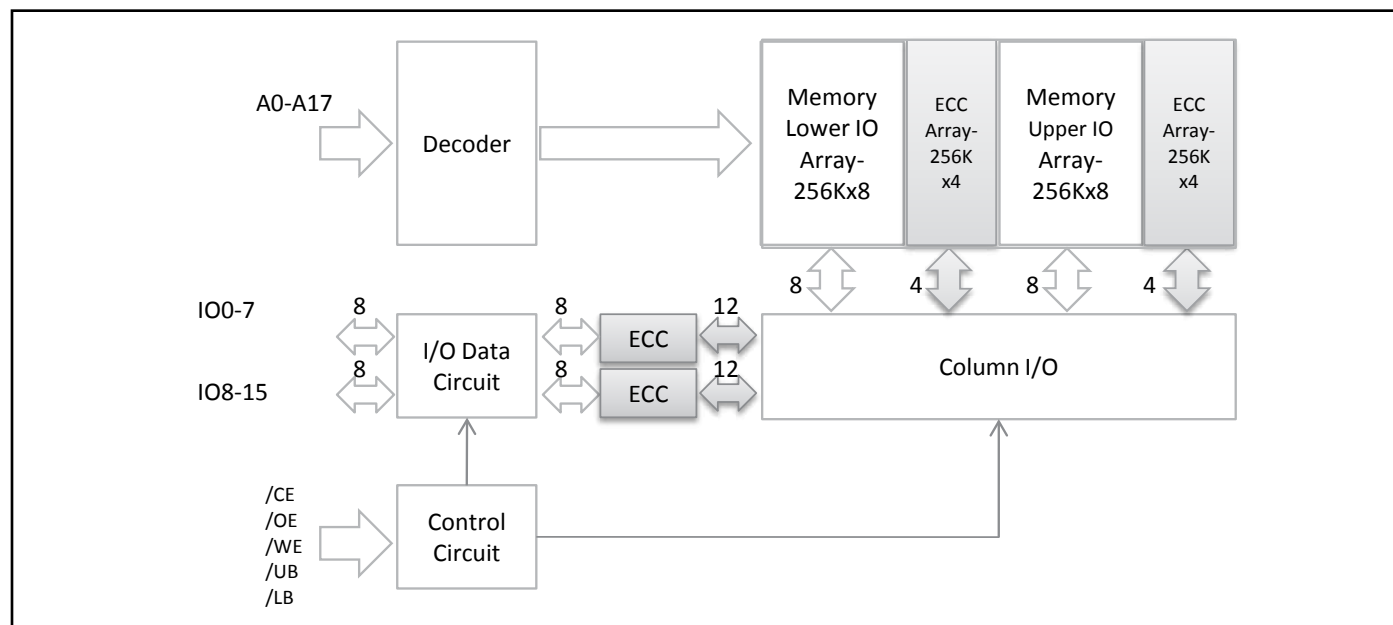 A0-A17
Decoder
Memory
Lower IO
Array-
256Kx8
ECC
Array-
256K
x4
Memory
Upper IO
Array-
256Kx8
ECC
Array-
256K
x4
8
4
8
4
IO0-7
8
8
12
I/O Data
Circuit
ECC
Column I/O
IO8-15
8
8
12
ECC
/CE
/OE
/WE
/UB
/LB
Control
Circuit